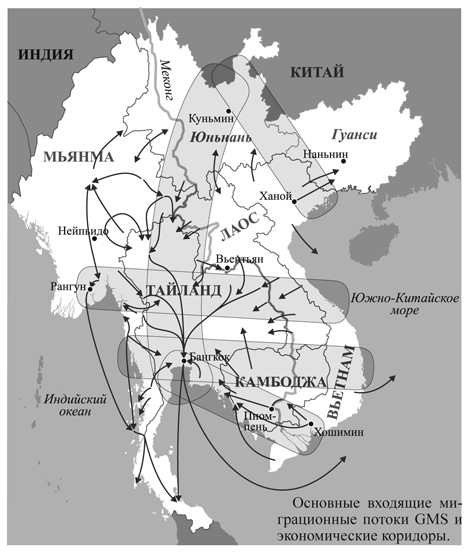 ИНДИЯ
КИТАЙ
Меконг
Куньмин
Юньнань
Гуанси
МЬЯНМА
Наньнин
Ханой
Нейпьидо
ЛАОС
Вьентьян
Рангун
ТАЙЛАНД
Южно-Китайское
море
Бангкок
Индийский
океан
КАМБОДЖА
ВЬЕТНАМ
Пном-
пень
Хошимин
Основные входящие ми-
грационные потоки GMS и
экономические коридоры.